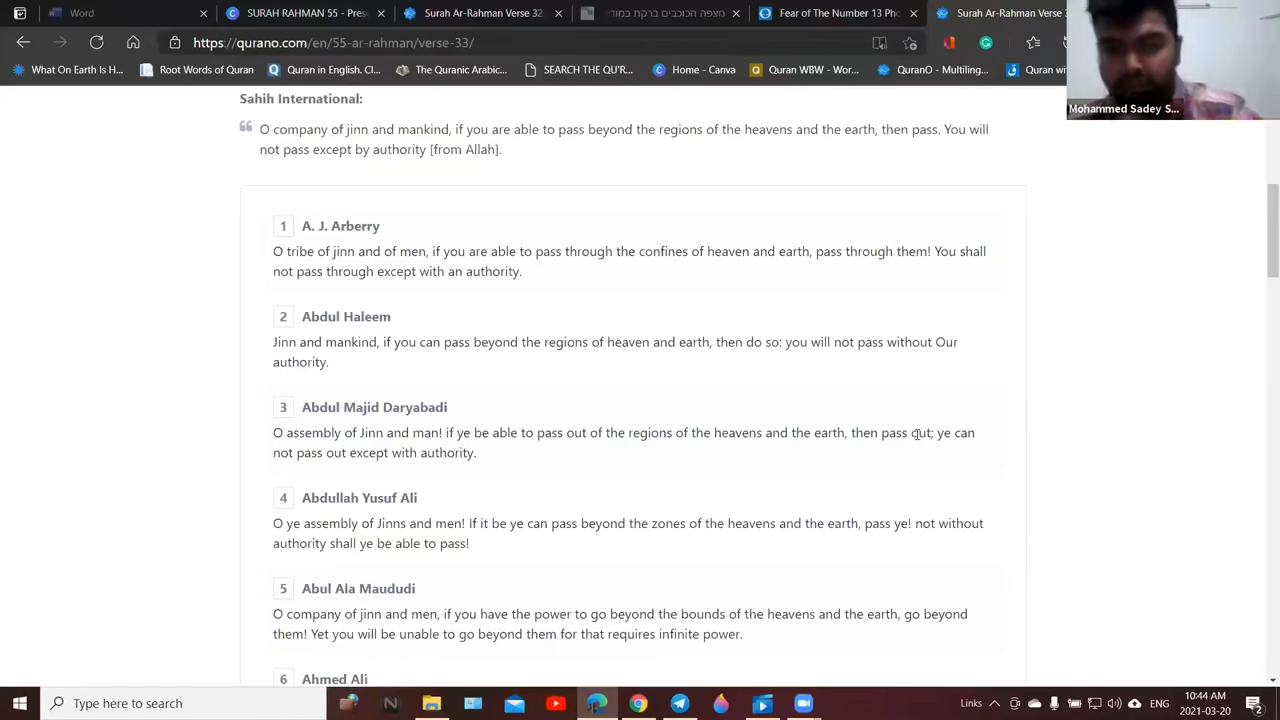 Word
SURAH RAH-MAN 55 - Pres
Surah Ar-Rahman Verse 32
מצפה הכוכבים ברקת במודי
Fear of The Number 13 Pho
Surah Ar-Rahman Verse 33
https://qurano.com/en/55-ar-rahman/verse-33/
What On Earth Is H...
Root Words of Quran
Quran in English. Cl...
The Quranic Arabic...
SEARCH THE QU'R...
Home - Canva
Quran WBW - Wor...
QuranO - Multiling...
Quran wi
Mohammed Sadey S...
Sahih International:
O company of jinn and mankind, if you are able to pass beyond the regions of the heavens and the earth, then pass. You will
not pass except by authority [from Allah].
1 A. J. Arberry
O tribe of jinn and of men, if you are able to pass through the confines of heaven and earth, pass through them! You shall
not pass through except with an authority.
2 Abdul Haleem
Jinn and mankind, if you can pass beyond the regions of heaven and earth, then do so: you will not pass without Our
authority.
3 Abdul Majid Daryabadi
O assembly of Jinn and man! if ye be able to pass out of the regions of the heavens and the earth, then pass out; ye can
not pass out except with authority.
4 Abdullah Yusuf Ali
O ye assembly of Jinns and men! If it be ye can pass beyond the zones of the heavens and the earth, pass ye! not without
authority shall ye be able to pass!
5 Abul Ala Maududi
O company of jinn and men, if you have the power to go beyond the bounds of the heavens and the earth, go beyond
them! Yet you will be unable to go beyond them for that requires infinite power.
6 Ahmed Ali
Type here to search
Links
ENG
10:44 AM
2021-03-20
2